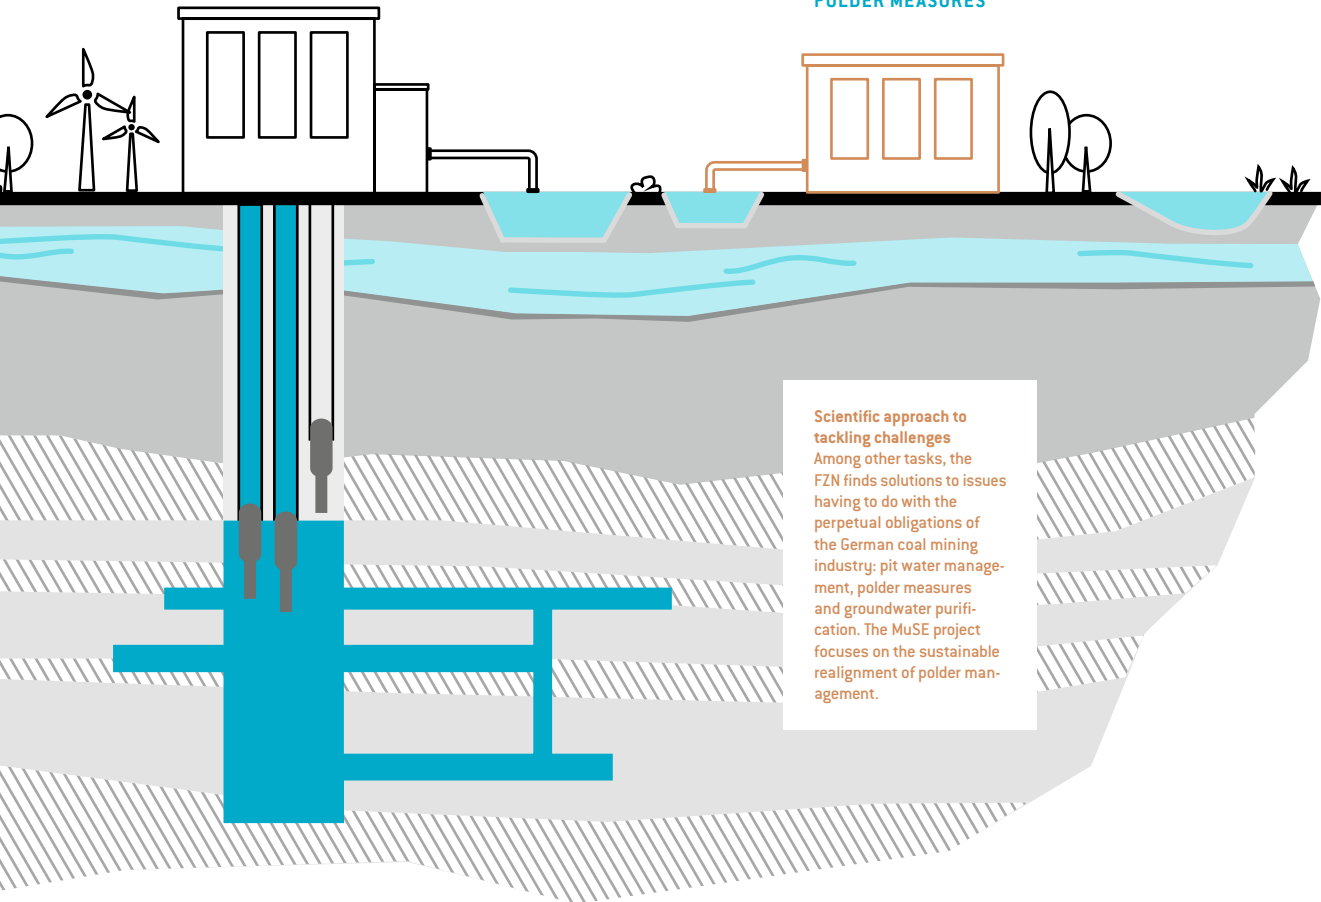 POLDER MEASURES
Scientific approach to
tackling challenges
Among other tasks, the
FZN finds solutions to issues
having to do with the
perpetual obligations of
the German coal mining
industry: pit water manage-
ment, polder measures
and groundwater purifi-
cation. The MuSE project
focuses on the sustainable
realignment of polder man-
agement.